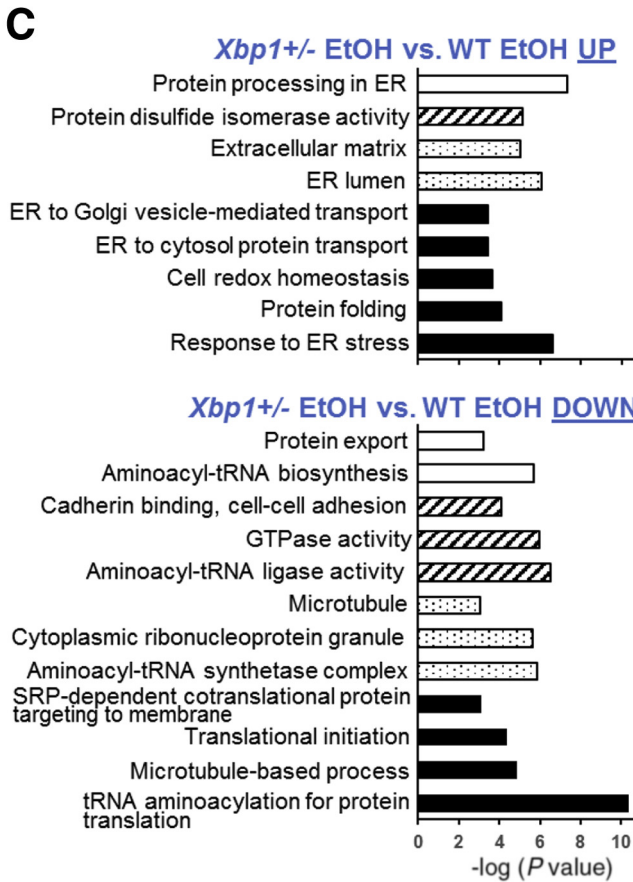 C
Xbp1+/- EtOH vs. WT EtOH UP
Protein processing in ER
Protein disulfide isomerase activity
Extracellular matrix
ER lumen
ER to Golgi vesicle-mediated transport
ER to cytosol protein transport
Cell redox homeostasis
Protein folding
Response to ER stress
Xbp1+/- EtOH vs. WT EtOH DOWN
Protein export
Aminoacyl-tRNA biosynthesis
Cadherin binding, cell-cell adhesion
GTPase activity
Aminoacyl-tRNA ligase activity
Microtubule
Cytoplasmic ribonucleoprotein granule
Aminoacyl-tRNA synthetase complex
SRP-dependent cotranslational protein
targeting to membrane
Translational initiation
Microtubule-based process
tRNA aminoacylation for protein
translation
0 2 4 6 8 10
-log (P value)